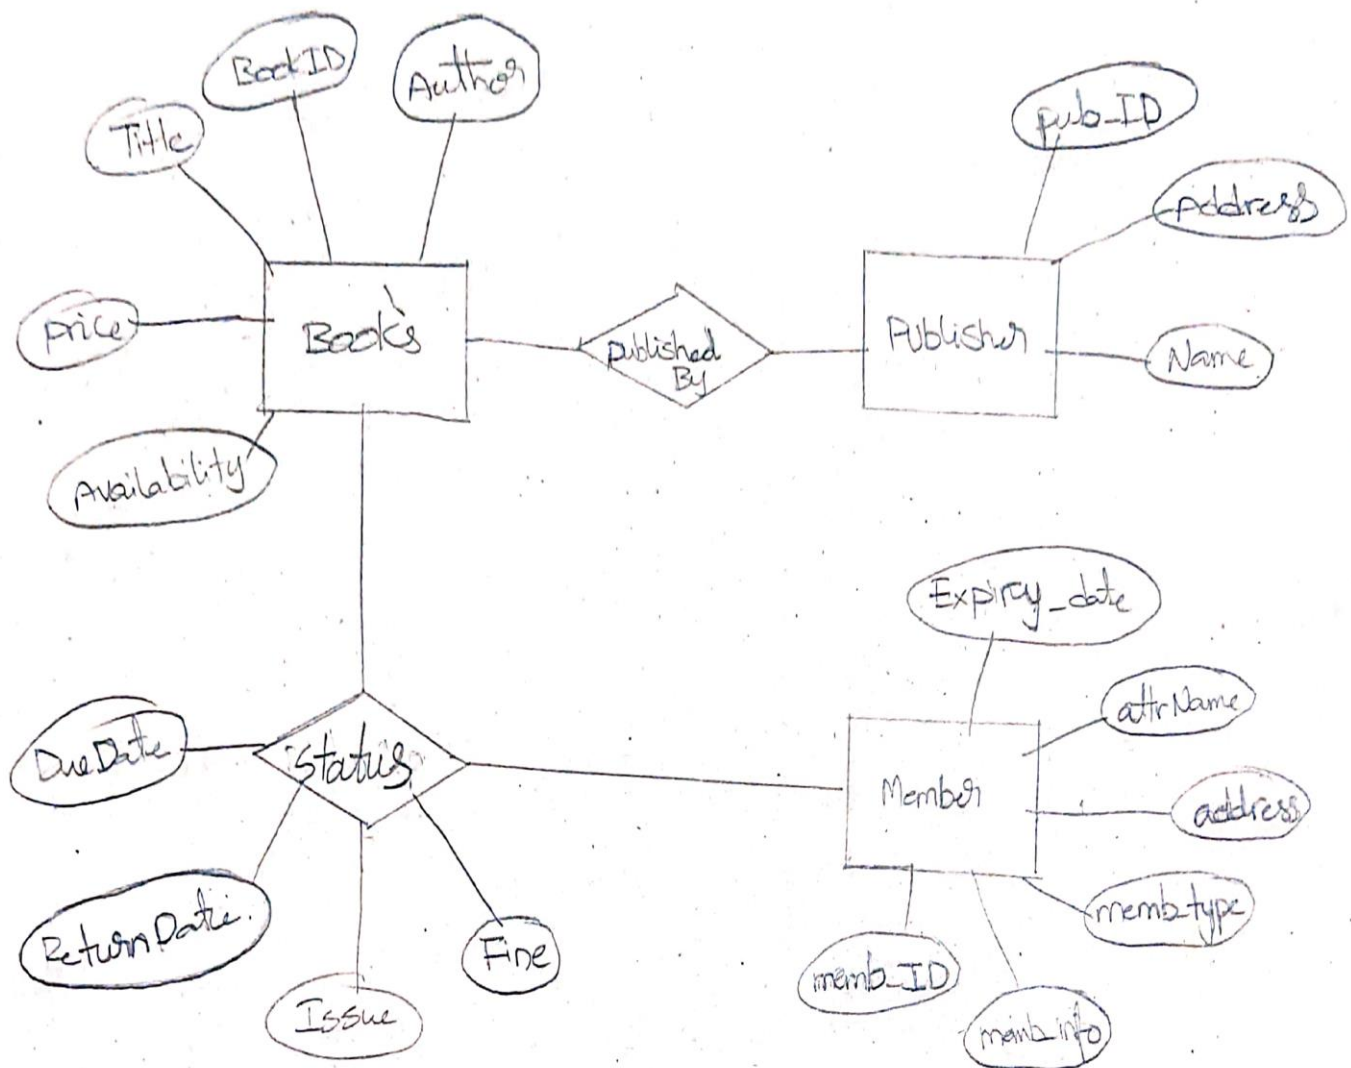 BookID
Author
Title
pub_ID
Address
price
Books
published
By
Publisher
Name
Availability
Expiry_date
attrName
DueDate
Status
Member
address
memb_type
ReturnDate
Fine
memb_ID
Issue
memb_info